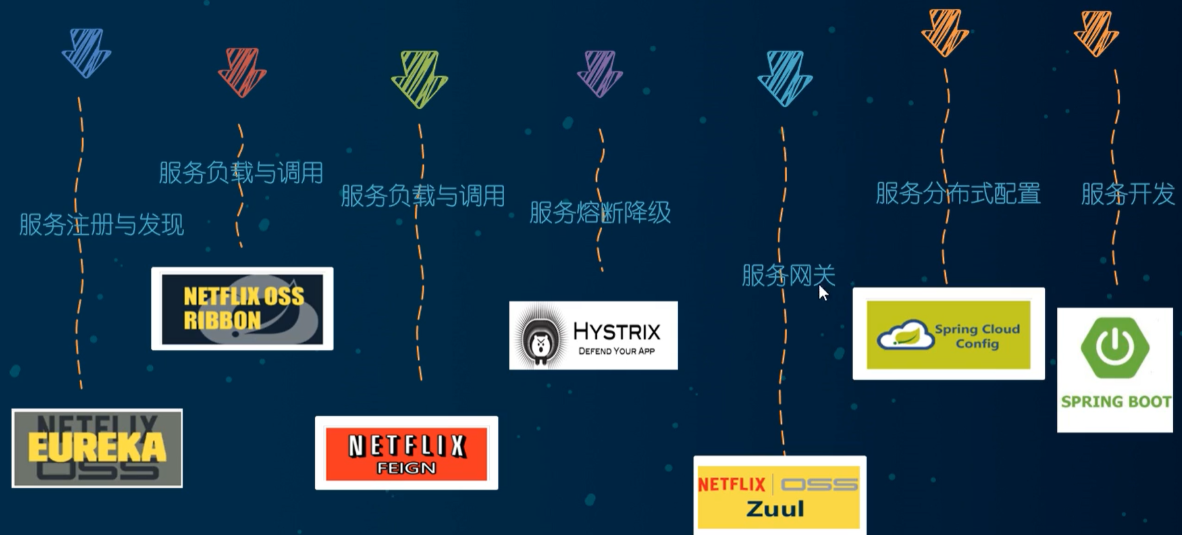 服务注册与发现
NETFLIX
EUREKA
OSS
服务负载与调用
NETFLIX OSS
RIBBON
服务负载与调用
NETFLIX
FEIGN
服务熔断降级
HYSTRIX
DEFEND YOUR APP
服务网关
NETFLIX OSS
Zuul
服务分布式配置
Spring Cloud
Config
服务开发
SPRING BOOT